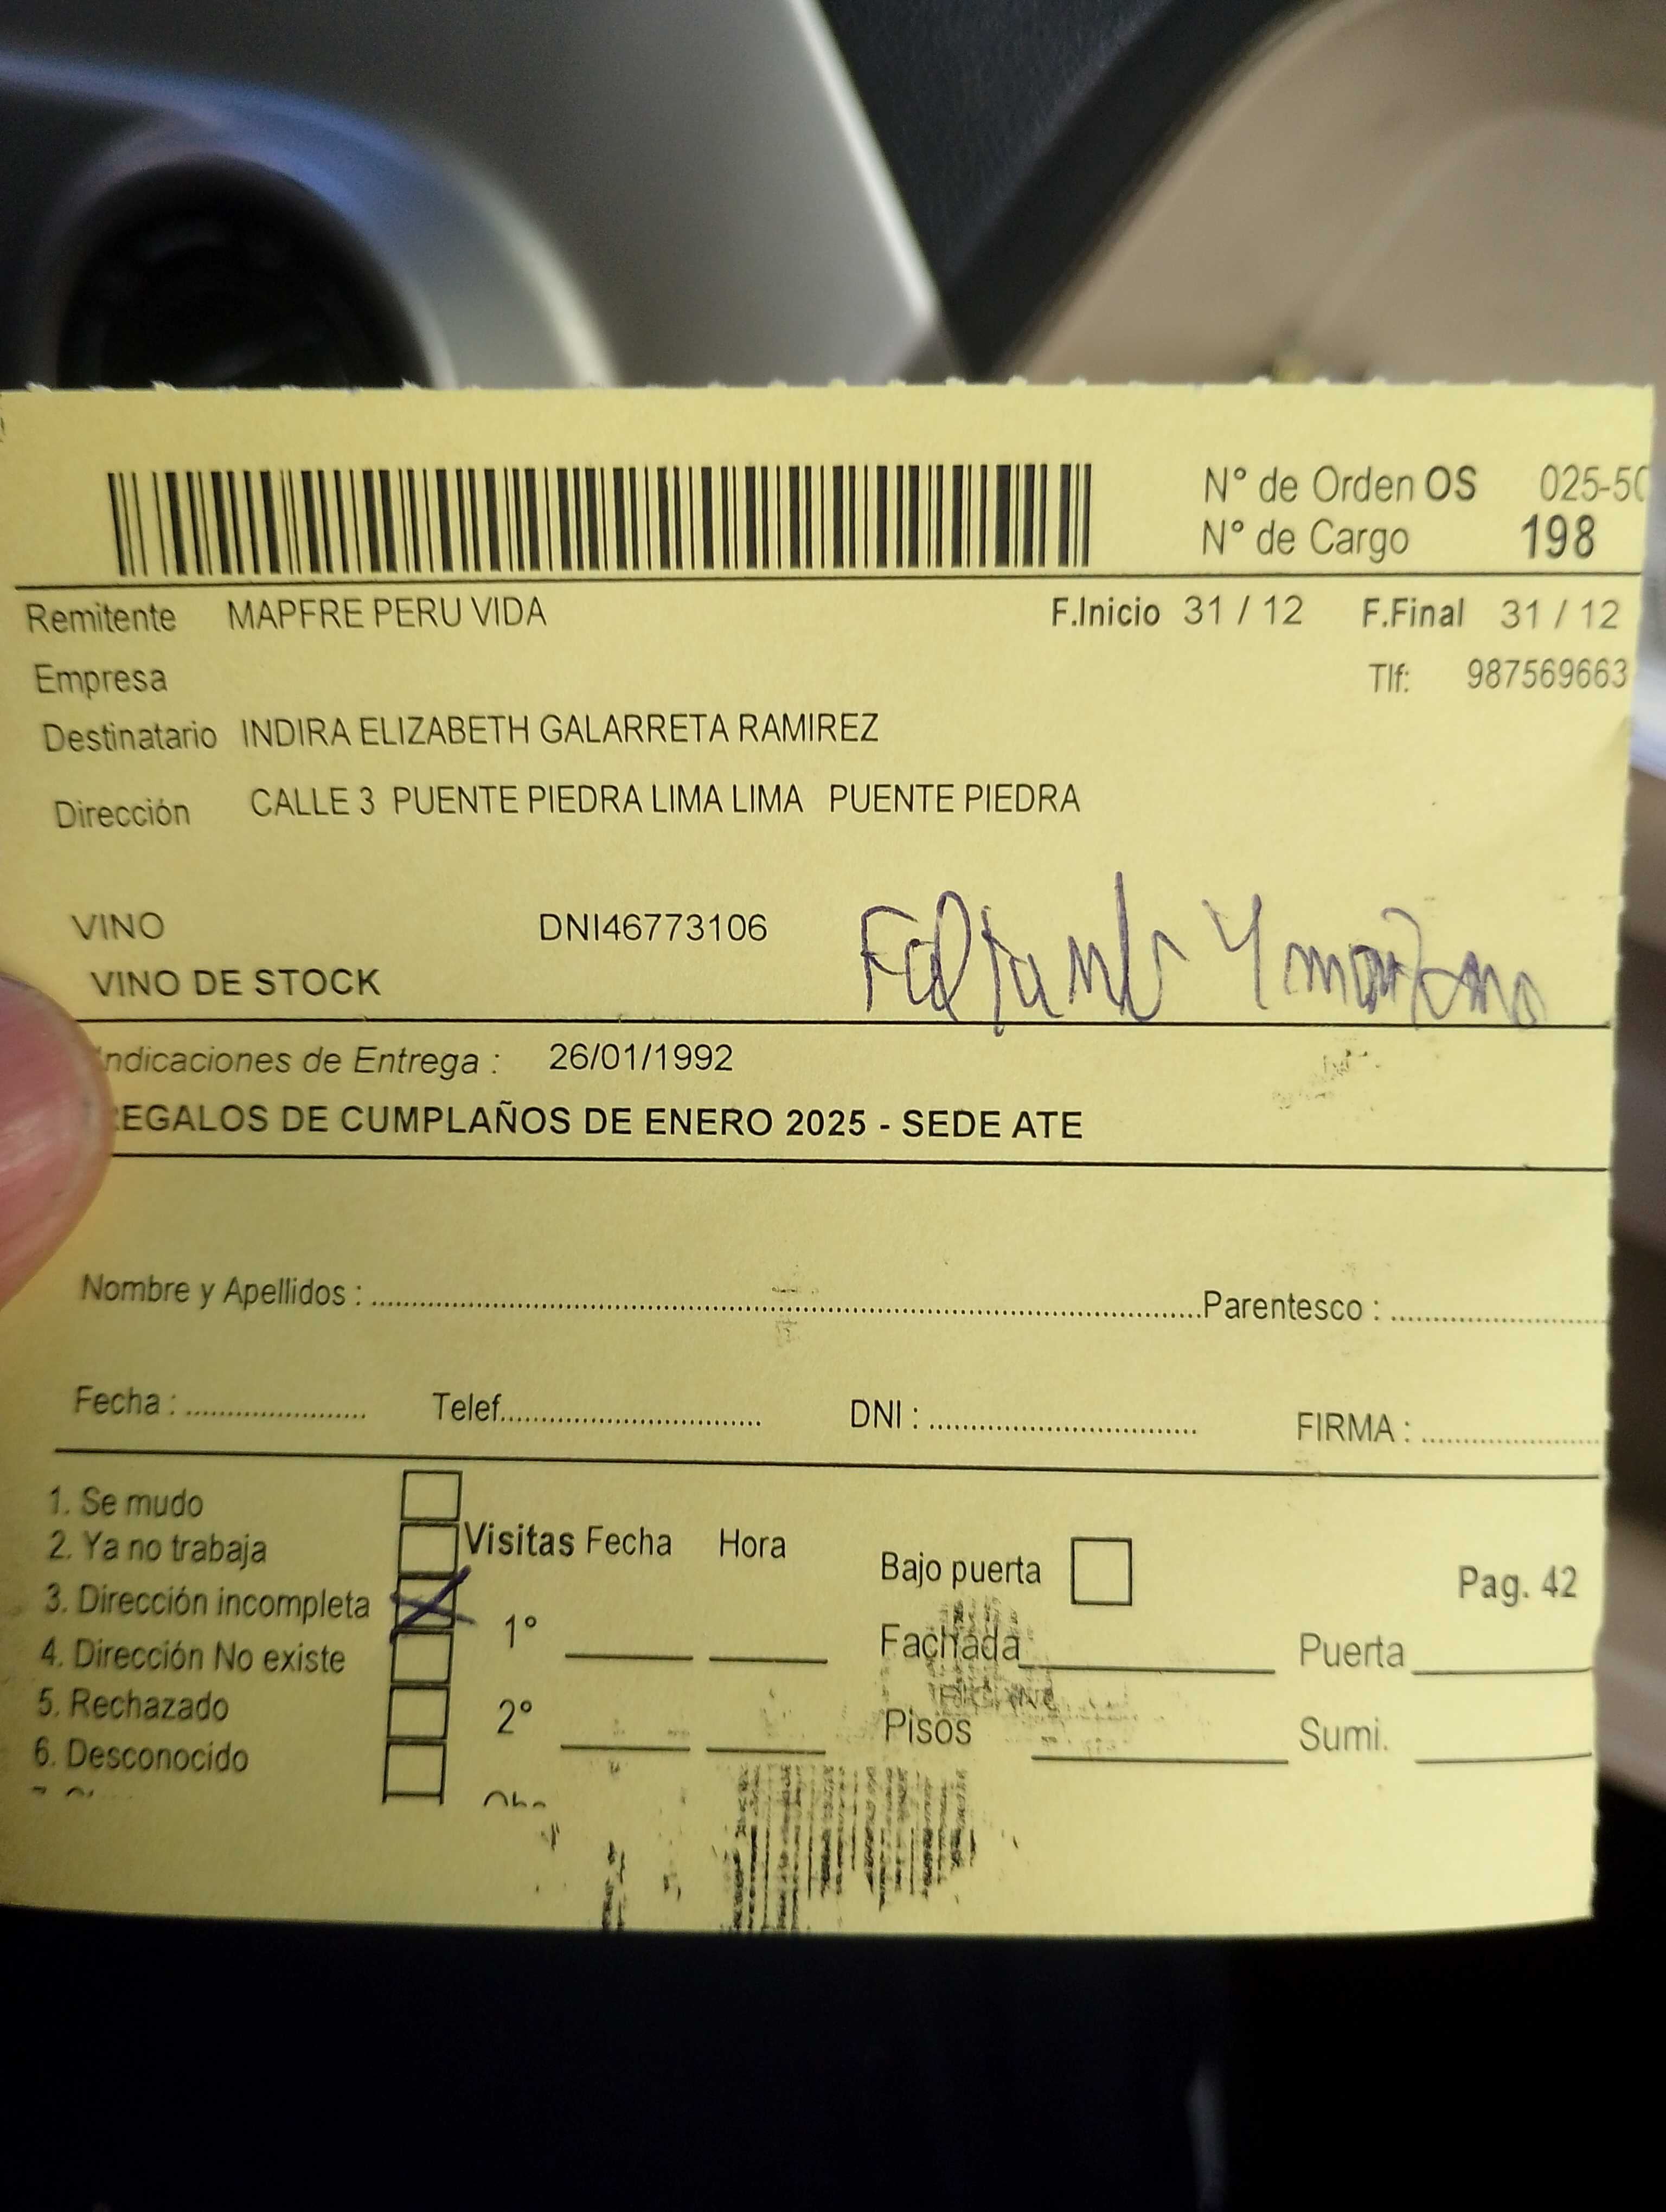 N° de Orden OS 025-50
N° de Cargo 198
Remitente MAPFRE PERU VIDA F.Inicio 31 / 12 F.Final 31 / 12
Empresa Tlf: 987569663
Destinatario INDIRA ELIZABETH GALARRETA RAMIREZ
Dirección CALLE 3 PUENTE PIEDRA LIMA LIMA PUENTE PIEDRA
VINO DNI46773106
VINO DE STOCK
Indicaciones de Entrega : 26/01/1992
REGALOS DE CUMPLAÑOS DE ENERO 2025 - SEDE ATE
Nombre y Apellidos : Parentesco :
Fecha : Telef. DNI : FIRMA :
1. Se mudo
2. Ya no trabaja Visitas Fecha Hora Bajo puerta Pag. 42
3. Dirección incompleta 1° Fachada Puerta
4. Dirección No existe
5. Rechazado 2° Pisos Sumi.
6. Desconocido